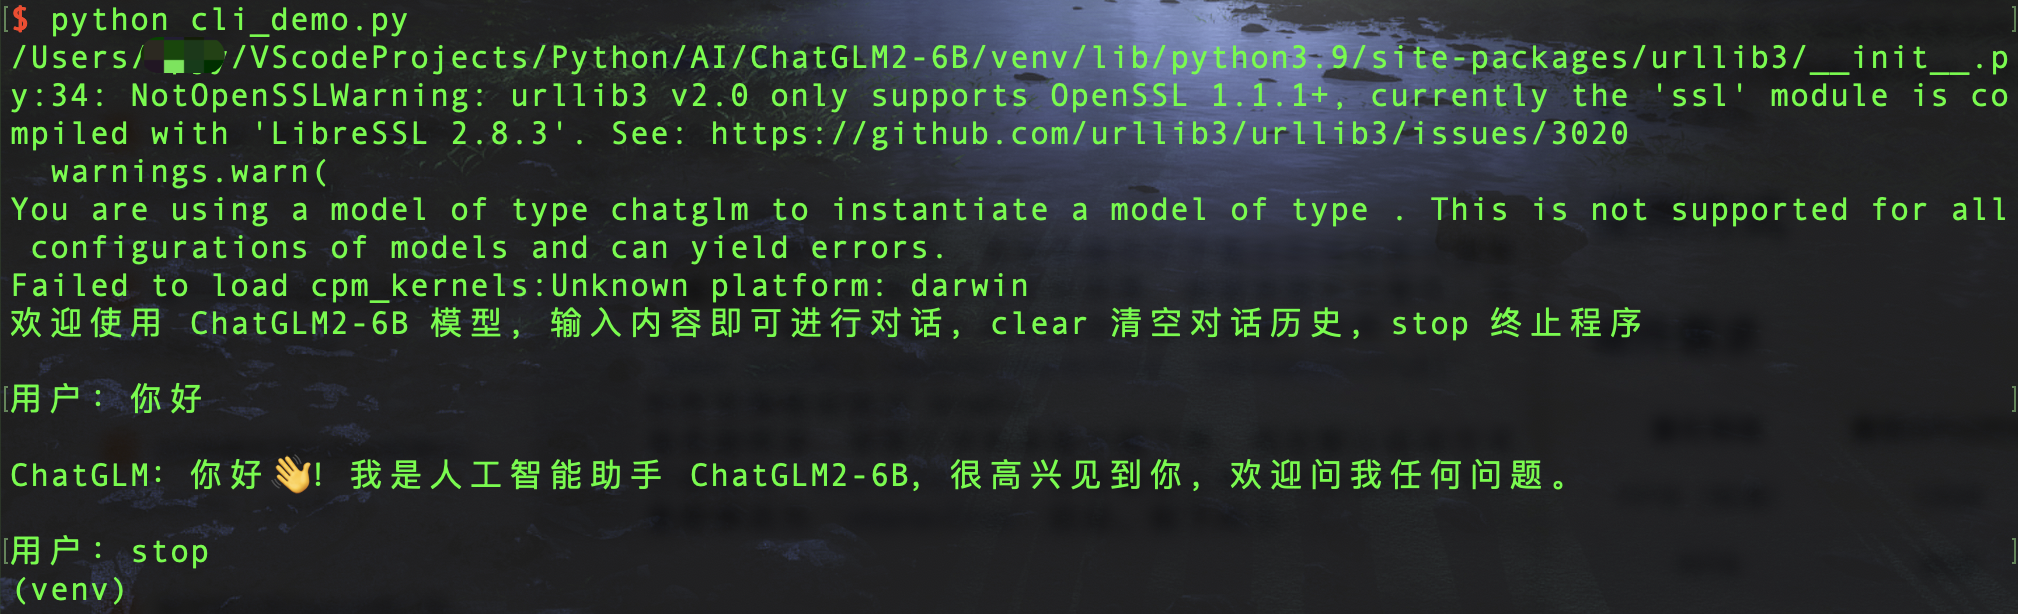 $ python cli_demo.py
/Users/ y/VScodeProjects/Python/AI/ChatGLM2-6B/venv/lib/python3.9/site-packages/urllib3/__init__.p
y:34: NotOpenSSLWarning: urllib3 v2.0 only supports OpenSSL 1.1.1+, currently the 'ssl' module is co
mpiled with 'LibreSSL 2.8.3'. See: https://github.com/urllib3/urllib3/issues/3020
  warnings.warn(
You are using a model of type chatglm to instantiate a model of type . This is not supported for all
 configurations of models and can yield errors.
Failed to load cpm_kernels:Unknown platform: darwin
欢迎使用 ChatGLM2-6B 模型，输入内容即可进行对话，clear 清空对话历史，stop 终止程序
用户：你好
ChatGLM：你好👋！我是人工智能助手 ChatGLM2-6B，很高兴见到你，欢迎问我任何问题。
用户：stop
(venv)